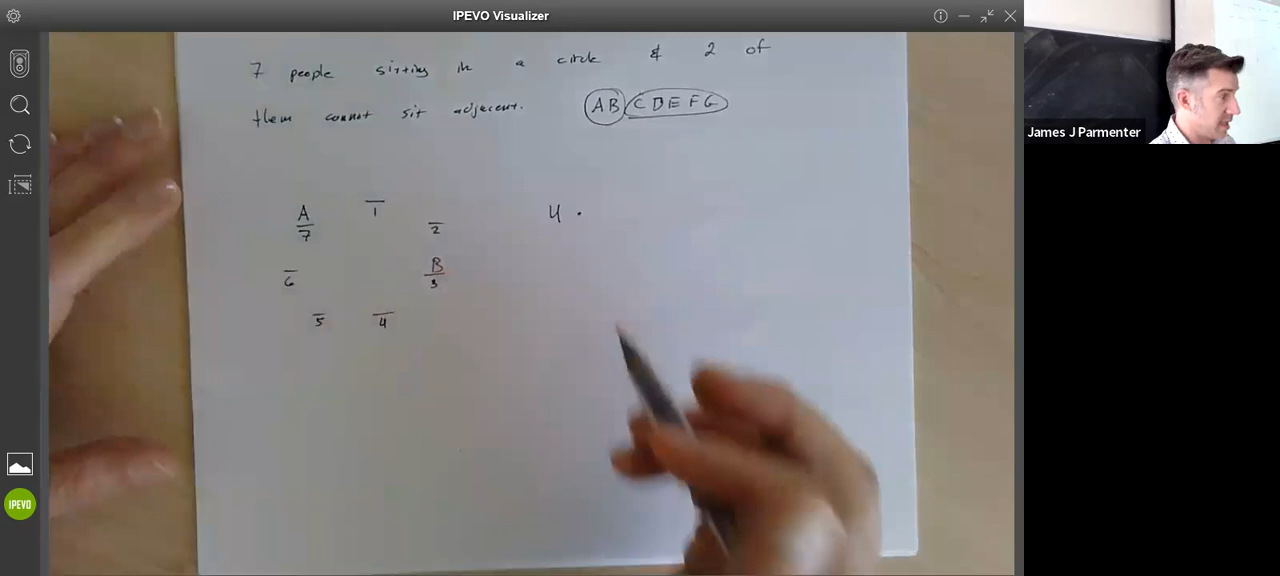 IPEVO Visualizer
7 people sitting in a circle & 2 of
them cannot sit adjacent. AB CDEFG
James J Parmenter
A 1
7 2
4 .
B
6 3
5 4
IPEVO